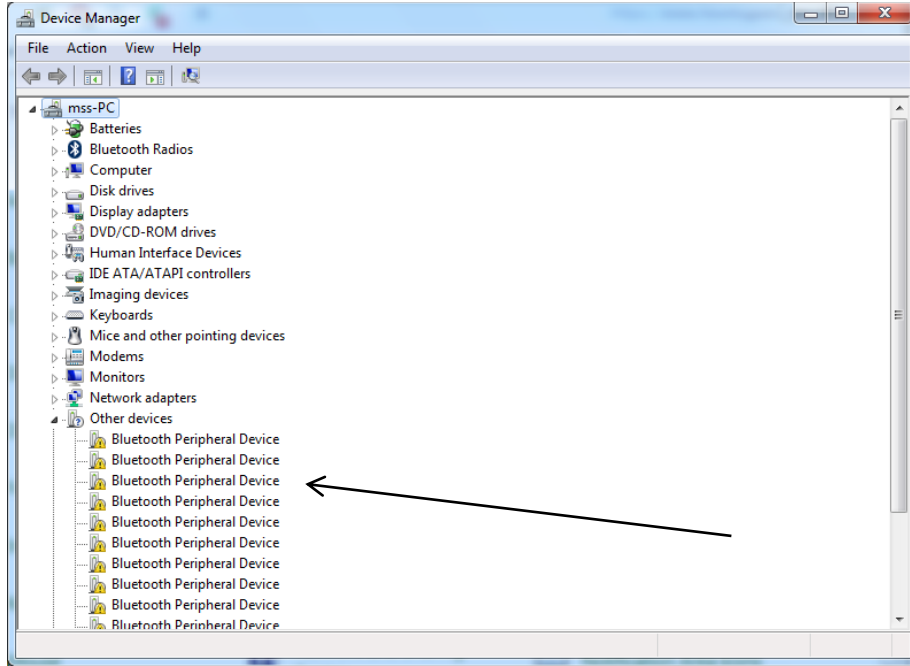 Device Manager
File Action View Help
mss-PC
Batteries
Bluetooth Radios
Computer
Disk drives
Display adapters
DVD/CD-ROM drives
Human Interface Devices
IDE ATA/ATAPI controllers
Imaging devices
Keyboards
Mice and other pointing devices
Modems
Monitors
Network adapters
Other devices
Bluetooth Peripheral Device
Bluetooth Peripheral Device
Bluetooth Peripheral Device
Bluetooth Peripheral Device
Bluetooth Peripheral Device
Bluetooth Peripheral Device
Bluetooth Peripheral Device
Bluetooth Peripheral Device
Bluetooth Peripheral Device
Bluetooth Peripheral Device